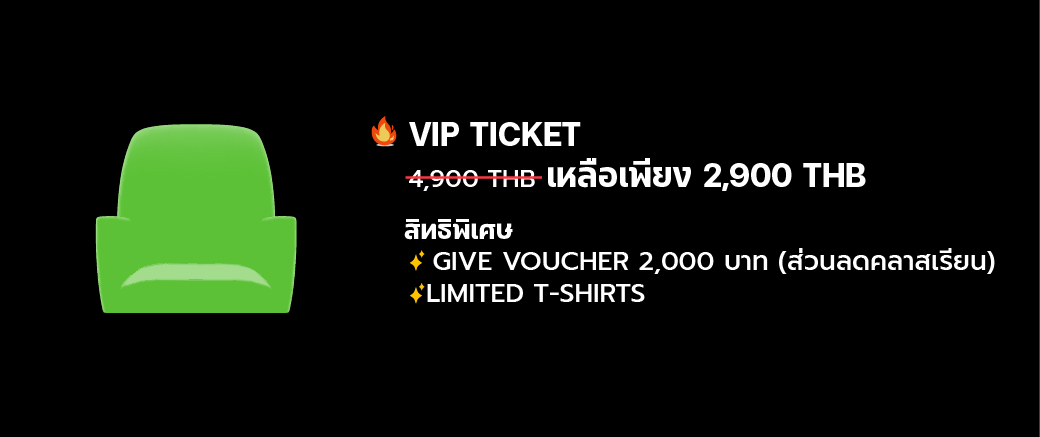 🔥 VIP TICKET
4,900 THB เหลือเพียง 2,900 THB
สิทธิพิเศษ
✨ GIVE VOUCHER 2,000 บาท (ส่วนลดคลาสเรียน)
✨LIMITED T-SHIRTS